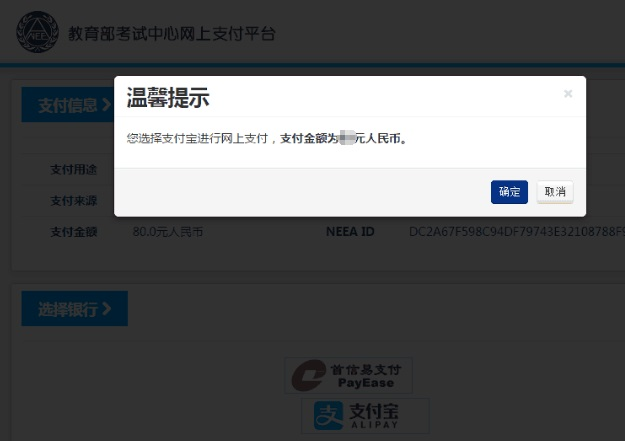 NEEA
教育部考试中心网上支付平台
支付信息
温馨提示
×
您选择支付宝进行网上支付，支付金额为元人民币。
确定
取消
支付用途
支付来源
支付金额
80.0元人民币
NEEA ID
DC2A67F598C94DF79743E32108788F
选择银行
首信易支付
PayEase
支 支付宝
ALIPAY